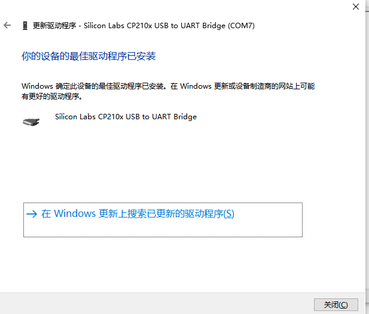 更新驱动程序 - Silicon Labs CP210x USB to UART Bridge (COM7)
你的设备的最佳驱动程序已安装
Windows 确定此设备的最佳驱动程序已安装。在 Windows 更新或设备制造商的网站上可能
有更好的驱动程序。
Silicon Labs CP210x USB to UART Bridge
在 Windows 更新上搜索已更新的驱动程序(S)
关闭(C)